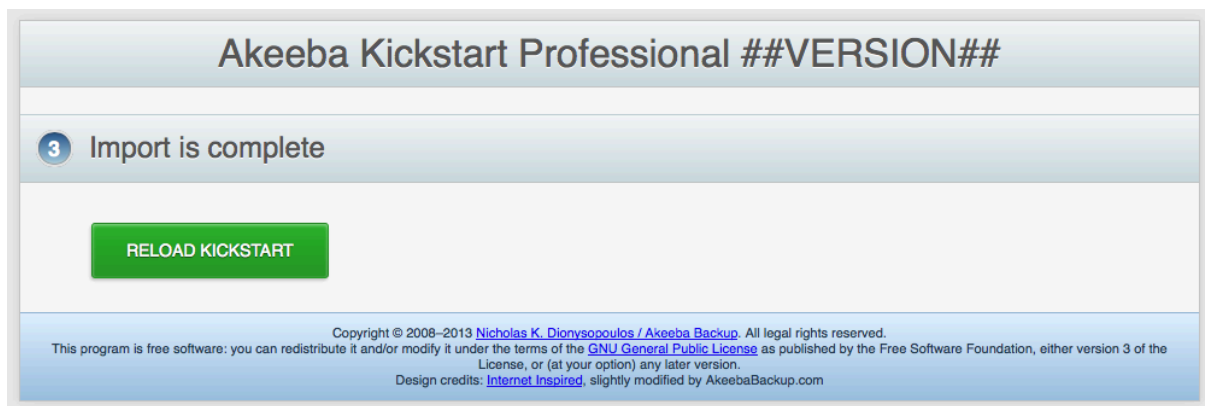 Akeeba Kickstart Professional ##VERSION##
3 Import is complete
RELOAD KICKSTART
Copyright © 2008–2013 Nicholas K. Dionysopoulos / Akeeba Backup. All legal rights reserved.
This program is free software: you can redistribute it and/or modify it under the terms of the GNU General Public License as published by the Free Software Foundation, either version 3 of the
License, or (at your option) any later version.
Design credits: Internet Inspired, slightly modified by AkeebaBackup.com